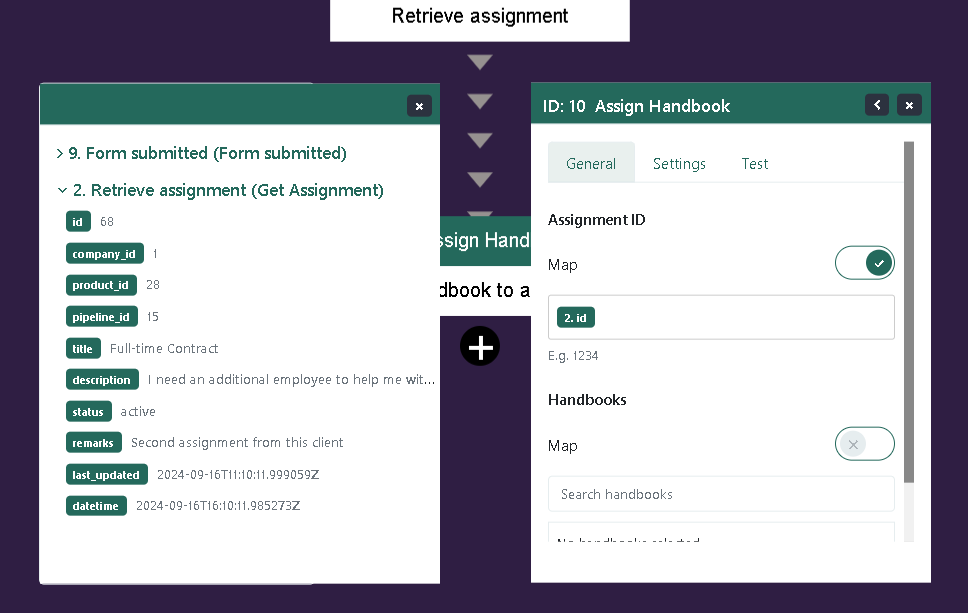 Retrieve assignment
9. Form submitted (Form submitted)
2. Retrieve assignment (Get Assignment)
id 68
company_id 1
product_id 28
pipeline_id 15
title Full-time Contract
description I need an additional employee to help me wit...
status active
remarks Second assignment from this client
last_updated 2024-09-16T11:10:11.999059Z
datetime 2024-09-16T16:10:11.985273Z
ssign Hand
dbook to a
ID: 10 Assign Handbook
General Settings Test
Assignment ID
Map
2. id
E.g. 1234
Handbooks
Map
Search handbooks
No handbooks selected